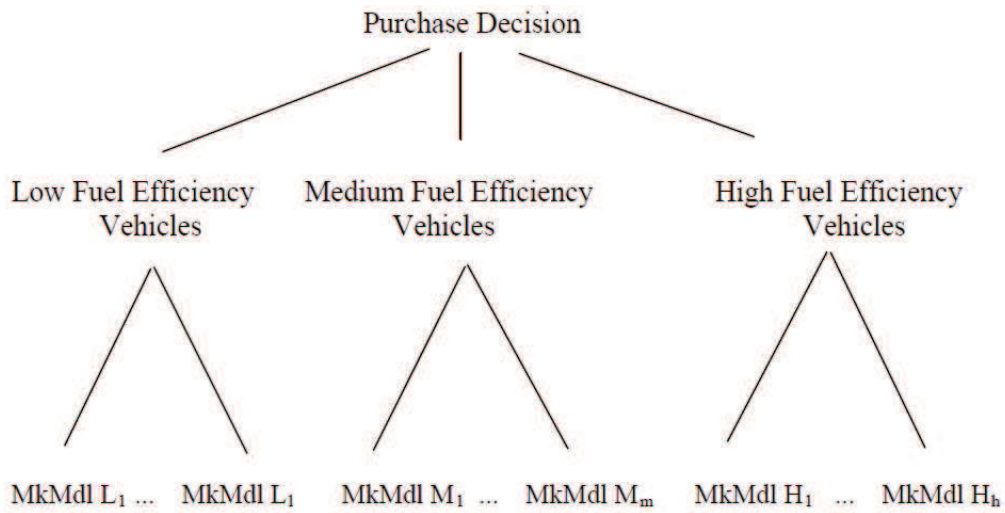 Purchase Decision
Low Fuel Efficiency
Vehicles
Medium Fuel Efficiency
Vehicles
High Fuel Efficiency
Vehicles
MkMdl L₁ ... MkMdl Lₗ MkMdl M₁ ... MkMdl Mₘ MkMdl H₁ ... MkMdl Hₕ